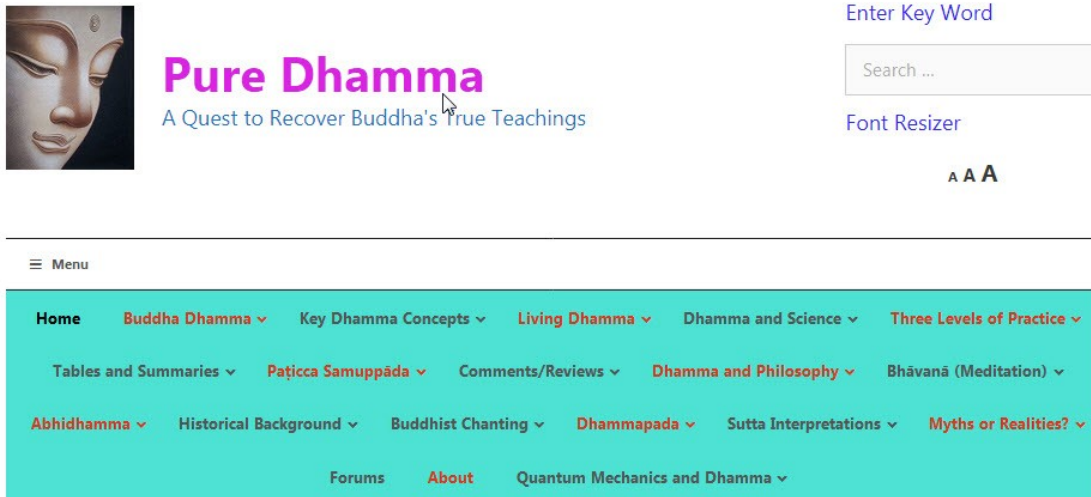 Enter Key Word
Pure Dhamma
Search ...
A Quest to Recover Buddha's True Teachings
Font Resizer
A A A
Menu
Home Buddha Dhamma Key Dhamma Concepts Living Dhamma Dhamma and Science Three Levels of Practice
Tables and Summaries Paṭicca Samuppāda Comments/Reviews Dhamma and Philosophy Bhāvanā (Meditation)
Abhidhamma Historical Background Buddhist Chanting Dhammapada Sutta Interpretations Myths or Realities?
Forums About Quantum Mechanics and Dhamma